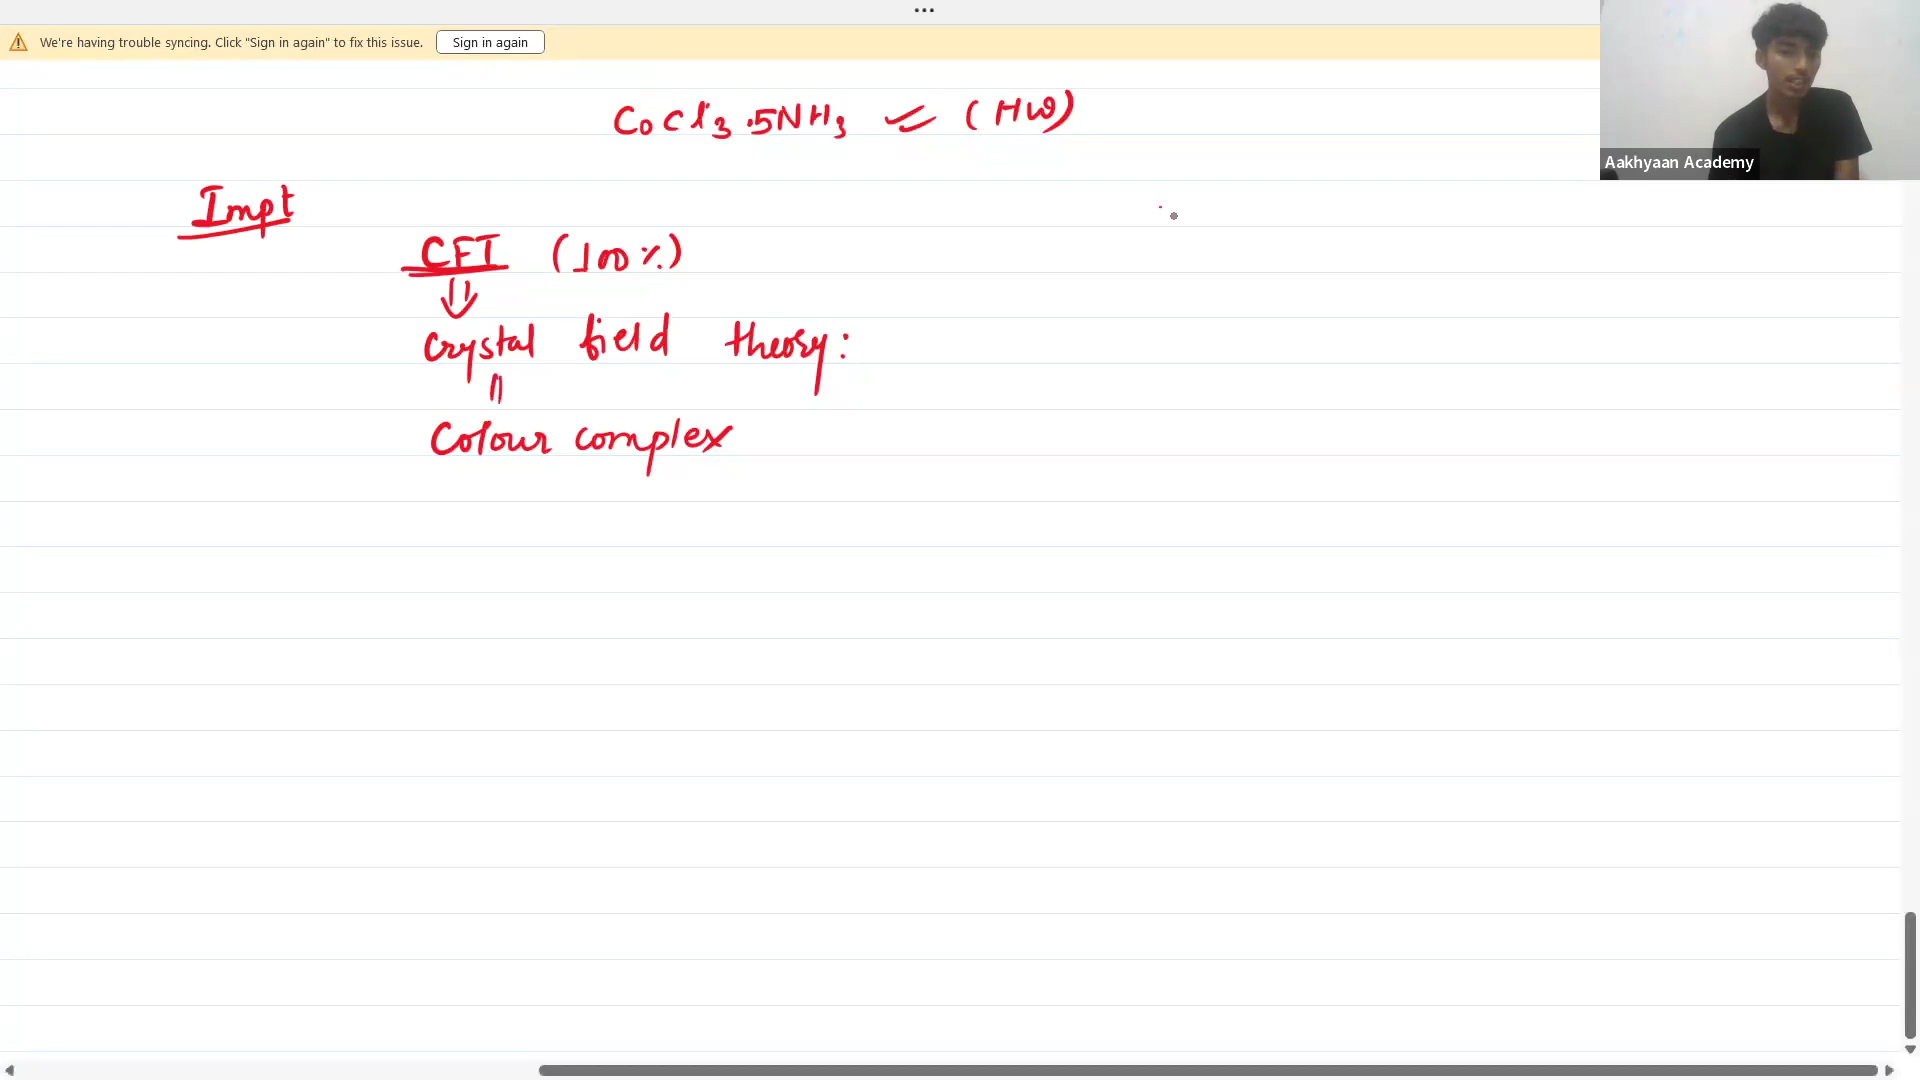 ...
We're having trouble syncing. Click "Sign in again" to fix this issue. Sign in again
CoCl3.5NH3 (HW)
Aakhyaan Academy
Impt
CFT (100%)
Crystal field theory:
Colour complex